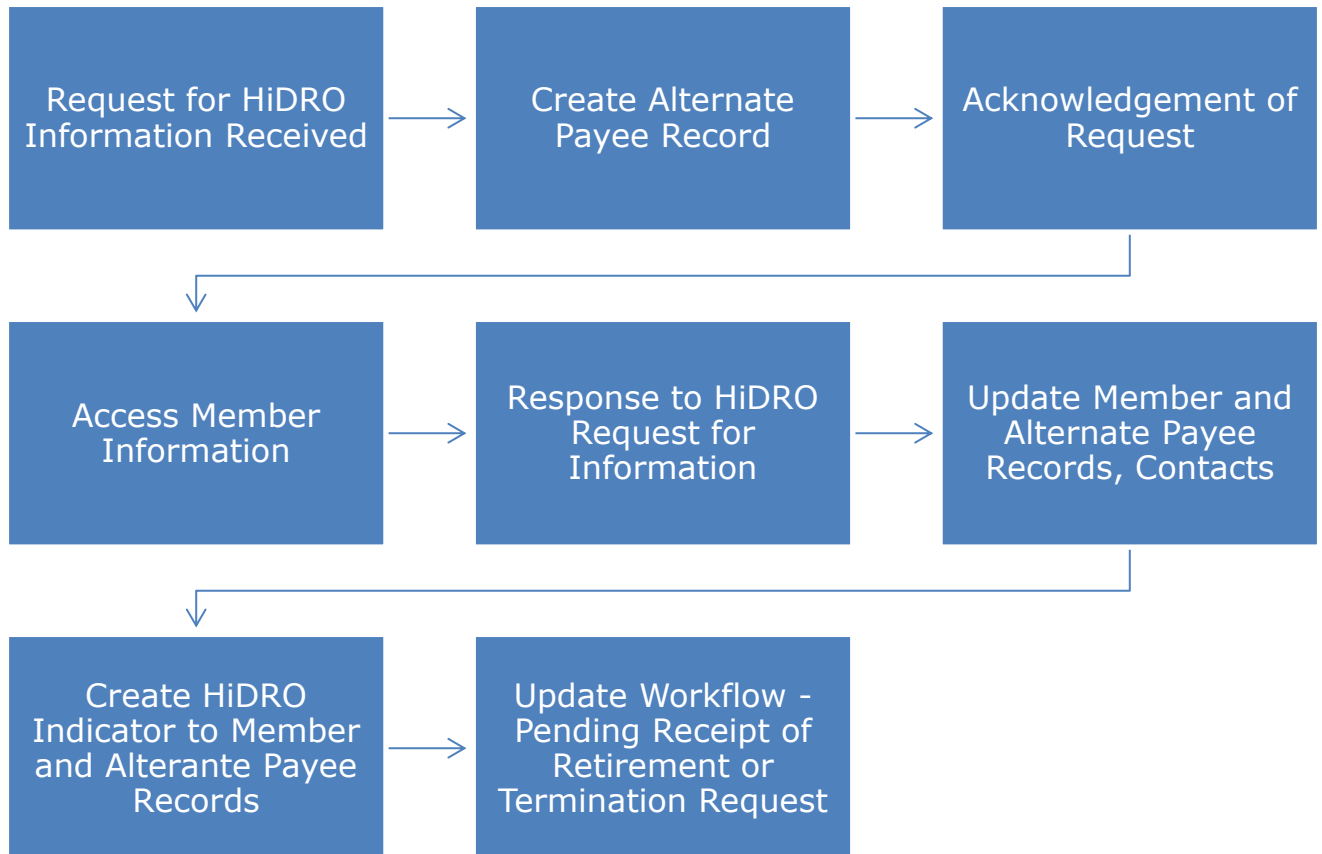 Request for HiDRO
Information Received
Create Alternate
Payee Record
Acknowledgement of
Request
Access Member
Information
Response to HiDRO
Request for
Information
Update Member and
Alternate Payee
Records, Contacts
Create HiDRO
Indicator to Member
and Alterante Payee
Records
Update Workflow -
Pending Receipt of
Retirement or
Termination Request